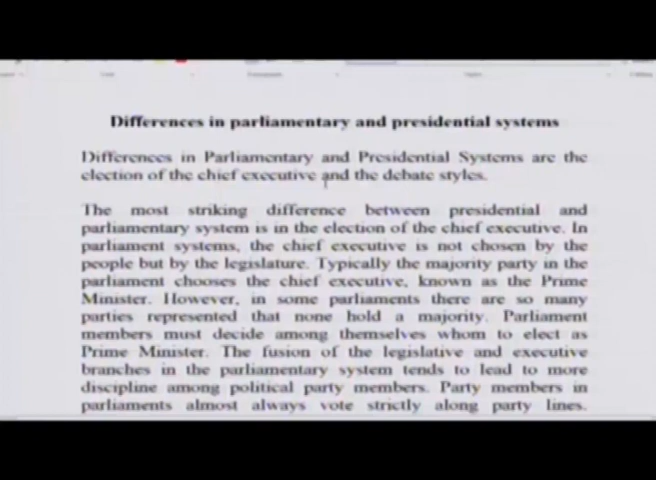 Differences in parliamentary and presidential systems
Differences in Parliamentary and Presidential Systems are the
election of the chief executive and the debate styles.
The most striking difference between presidential and
parliamentary system is in the election of the chief executive. In
parliament systems, the chief executive is not chosen by the
people but by the legislature. Typically the majority party in the
parliament chooses the chief executive, known as the Prime
Minister. However, in some parliaments there are so many
parties represented that none hold a majority. Parliament
members must decide among themselves whom to elect as
Prime Minister. The fusion of the legislative and executive
branches in the parliamentary system tends to lead to more
discipline among political party members. Party members in
parliaments almost always vote strictly along party lines.